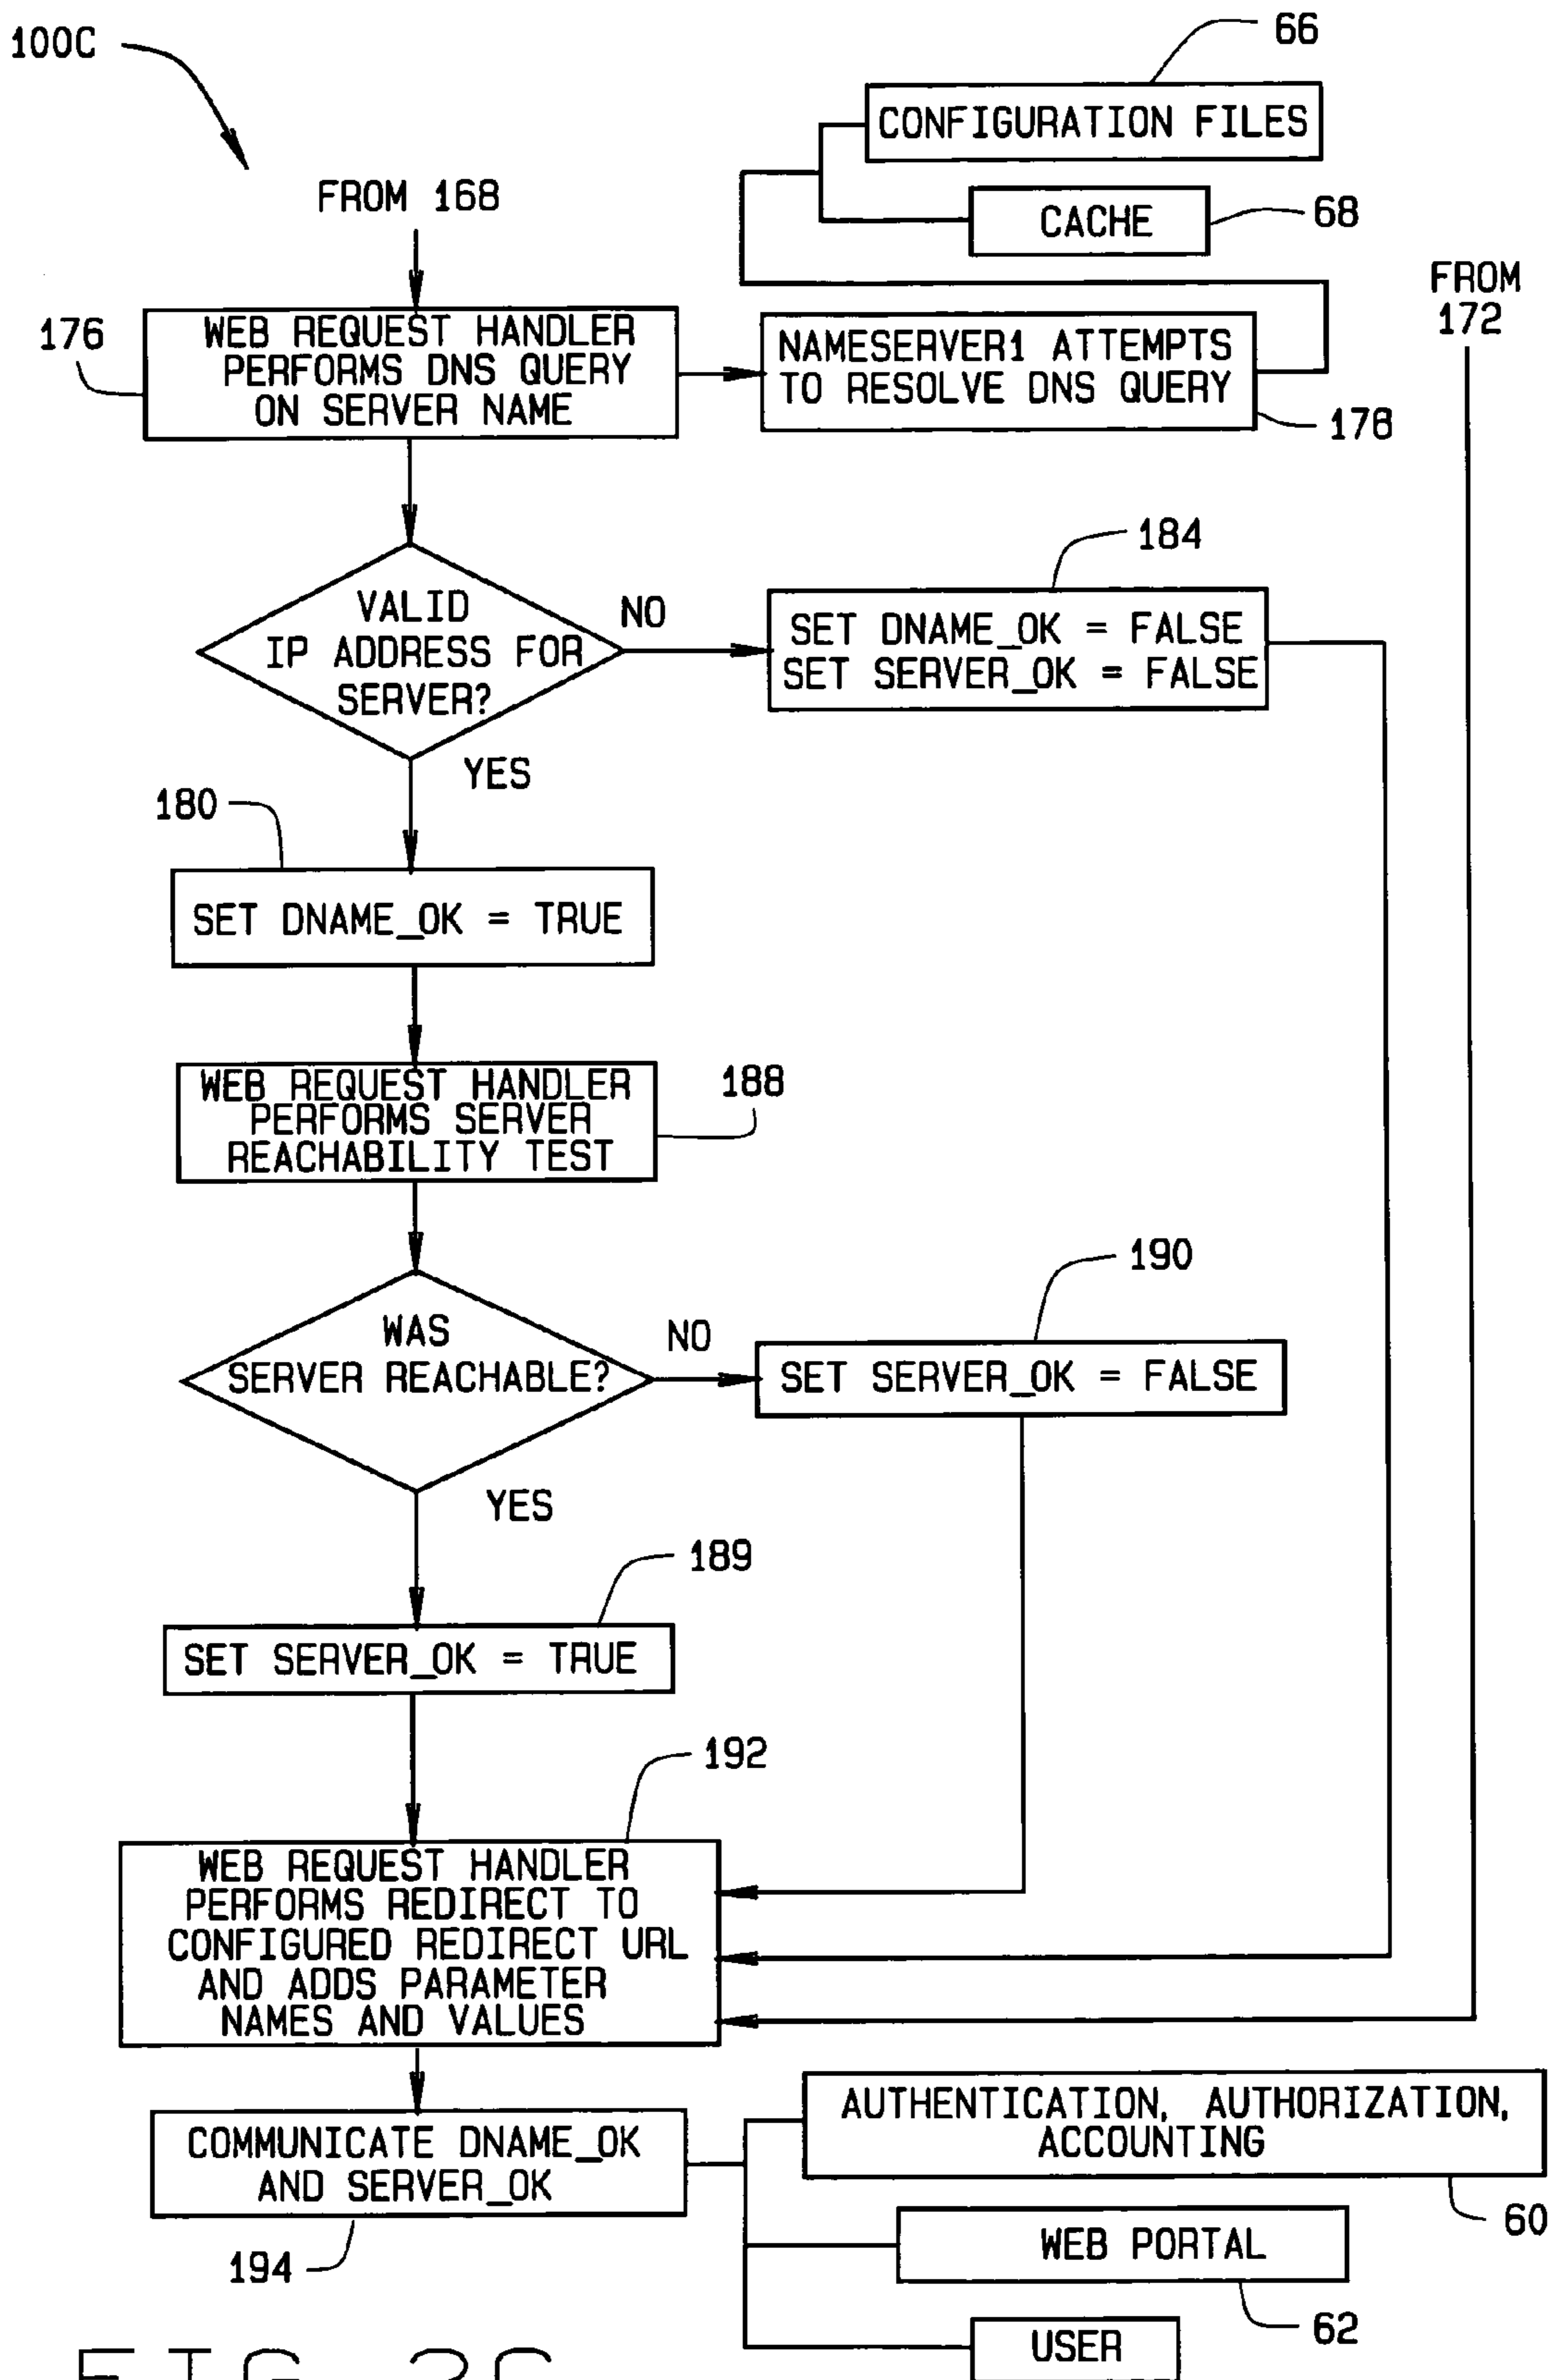 100C
66
CONFIGURATION FILES
FROM 168
CACHE
68
FROM
172
176
WEB REQUEST HANDLER
PERFORMS DNS QUERY
ON SERVER NAME
NAMESERVER1 ATTEMPTS
TO RESOLVE DNS QUERY
178
184
VALID
IP ADDRESS FOR
SERVER?
NO
SET DNAME_OK = FALSE
SET SERVER_OK = FALSE
YES
180
SET DNAME_OK = TRUE
WEB REQUEST HANDLER
PERFORMS SERVER
REACHABILITY TEST
188
190
WAS
SERVER REACHABLE?
NO
SET SERVER_OK = FALSE
YES
189
SET SERVER_OK = TRUE
192
WEB REQUEST HANDLER
PERFORMS REDIRECT TO
CONFIGURED REDIRECT URL
AND ADDS PARAMETER
NAMES AND VALUES
COMMUNICATE DNAME_OK
AND SERVER_OK
194
AUTHENTICATION, AUTHORIZATION,
ACCOUNTING
60
WEB PORTAL
62
USER